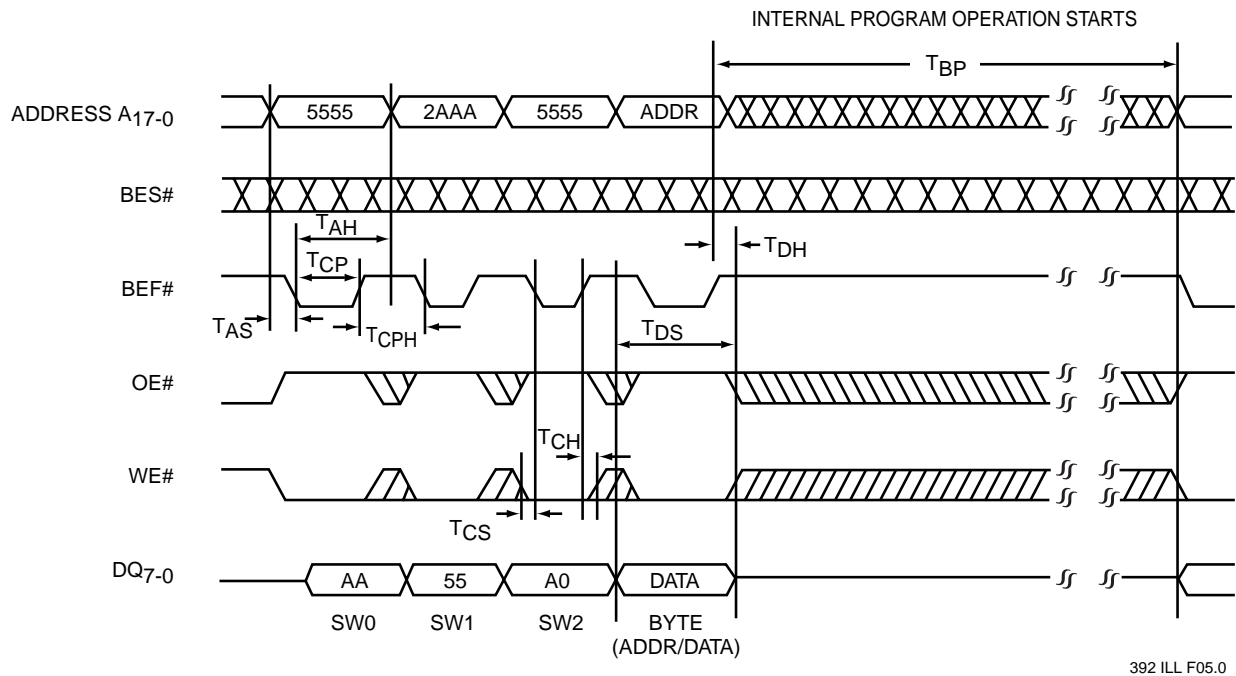 INTERNAL PROGRAM OPERATION STARTS
TBP
ADDRESS A17-0
5555
2AAA
5555
ADDR
BES#
TAH
TDH
TCP
BEF#
TAS
TCPH
TDS
OE#
TCH
WE#
TCS
DQ7-0
AA
55
A0
DATA
SW0
SW1
SW2
BYTE
(ADDR/DATA)
392 ILL F05.0